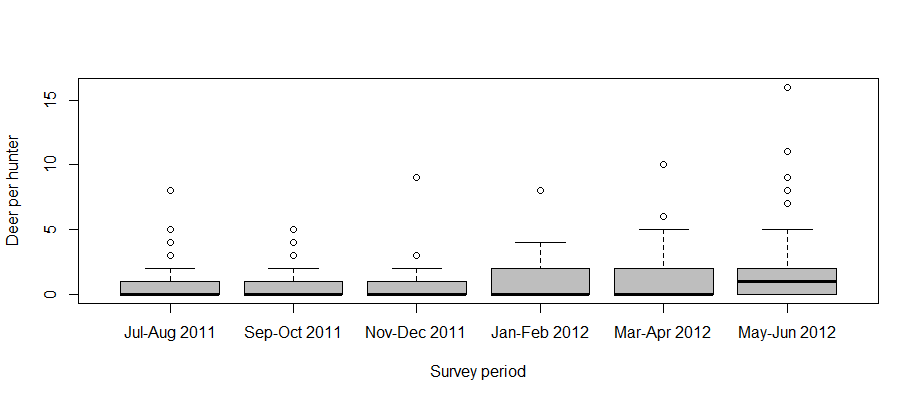 Deer per hunter
15
10
5
0
Jul-Aug 2011 Sep-Oct 2011 Nov-Dec 2011 Jan-Feb 2012 Mar-Apr 2012 May-Jun 2012
Survey period